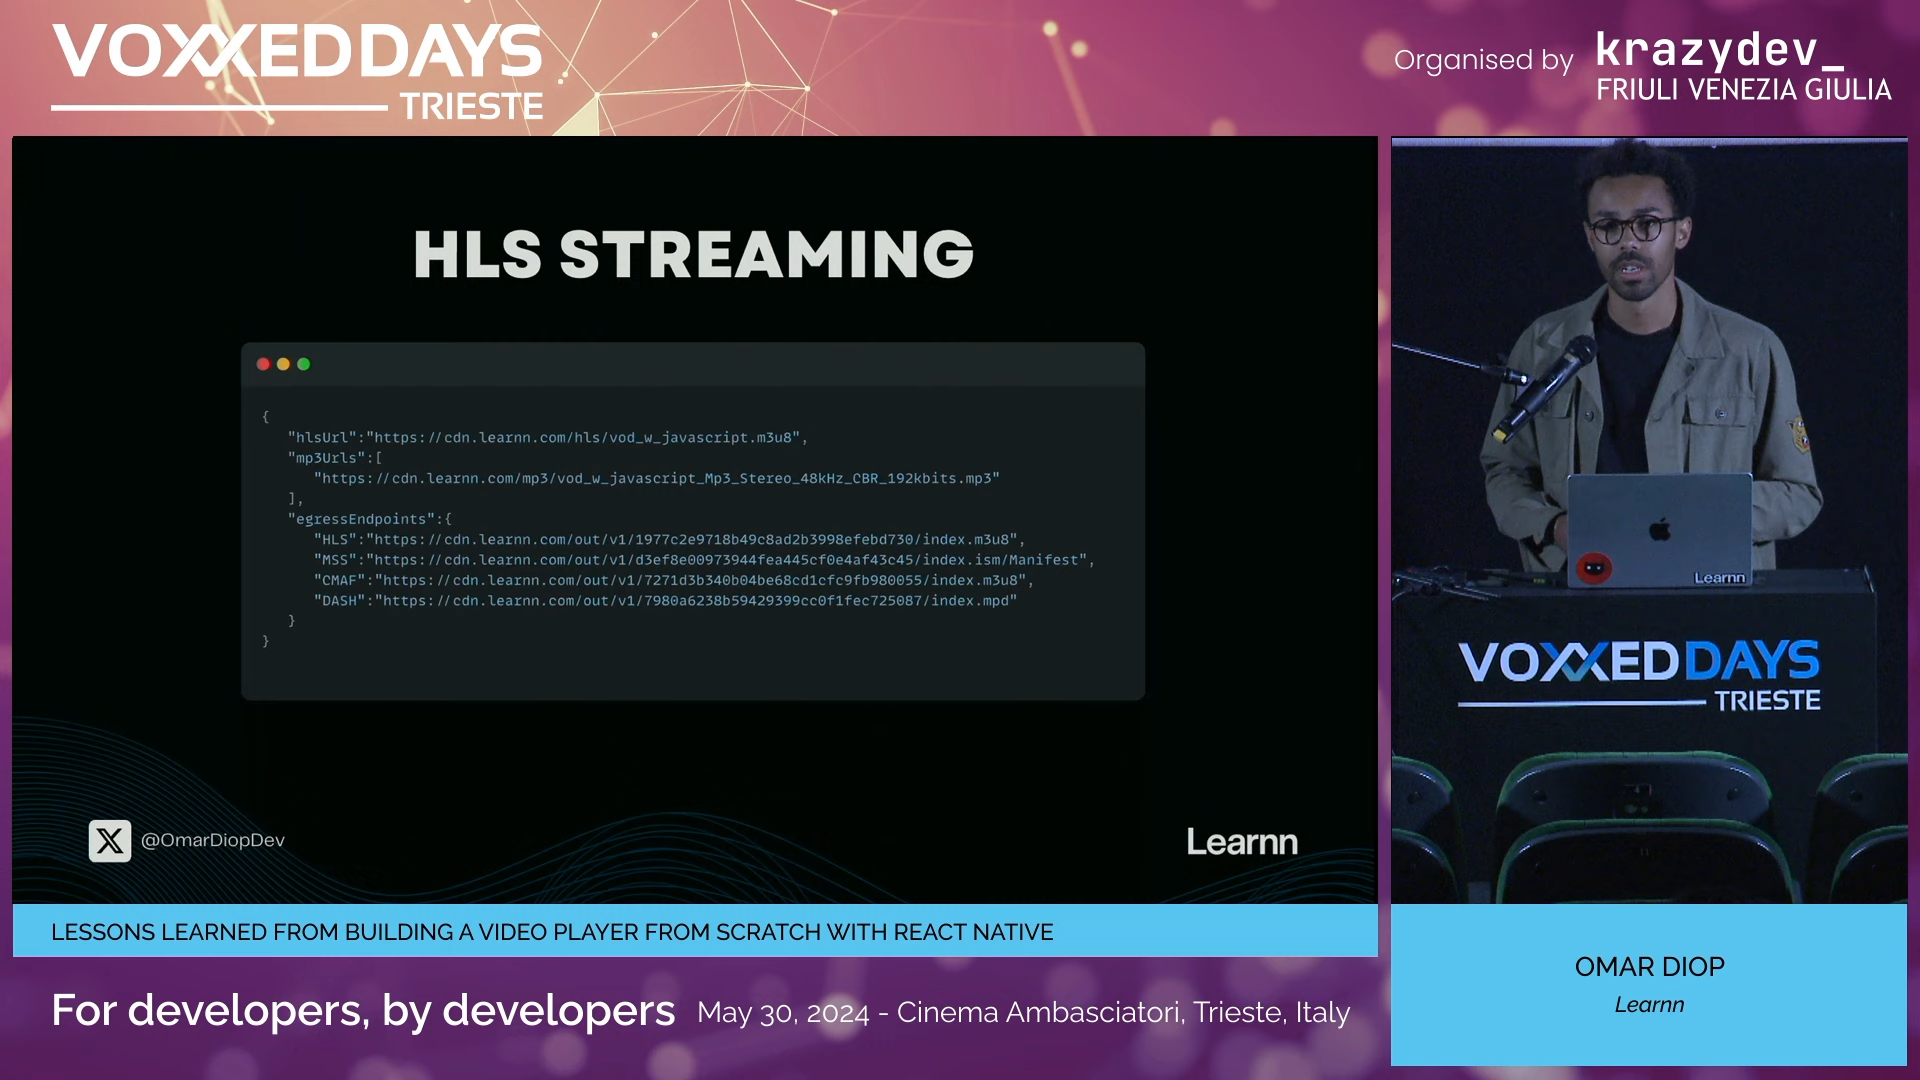 VOXXEDDAYS
TRIESTE
Organised by krazydev_
FRIULI VENEZIA GIULIA
HLS STREAMING
{
"hlsUrl":"https://cdn.learnn.com/hls/vod_w_javascript.m3u8",
"mp3Urls":[
"https://cdn.learnn.com/mp3/vod_w_javascript_Mp3_Stereo_48kHz_CBR_192kbits.mp3"
],
"egressEndpoints":{
"HLS":"https://cdn.learnn.com/out/v1/1977c2e9718b49c8ad2b3998efebd730/index.m3u8",
"MSS":"https://cdn.learnn.com/out/v1/d3ef8e00973944fea445cf0e4af43c45/index.ism/Manifest",
"CMAF":"https://cdn.learnn.com/out/v1/7271d3b340b04be68cd1cfc9fb980055/index.m3u8",
"DASH":"https://cdn.learnn.com/out/v1/7980a6238b59429399cc0f1fec725087/index.mpd"
}
}
@OmarDiopDev
Learnn
Learnn
VOXXEDDAYS
TRIESTE
LESSONS LEARNED FROM BUILDING A VIDEO PLAYER FROM SCRATCH WITH REACT NATIVE
OMAR DIOP
Learnn
For developers, by developers May 30, 2024 - Cinema Ambasciatori, Trieste, Italy